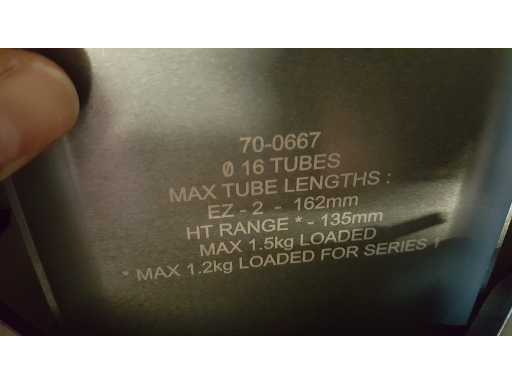 70-0667
Ø 16 TUBES
MAX TUBE LENGTHS :
EZ - 2 - 162mm
HT RANGE * - 135mm
MAX 1.5kg LOADED
* MAX 1.2kg LOADED FOR SERIES 1